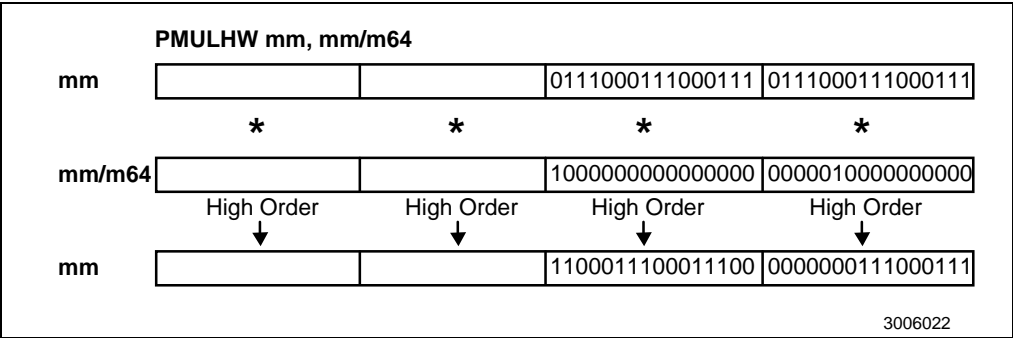 PMULHW mm, mm/m64
mm 0111000111000111 0111000111000111
* * * *
mm/m64 1000000000000000 0000010000000000
High Order High Order High Order High Order
mm 1100011100011100 0000000111000111
3006022